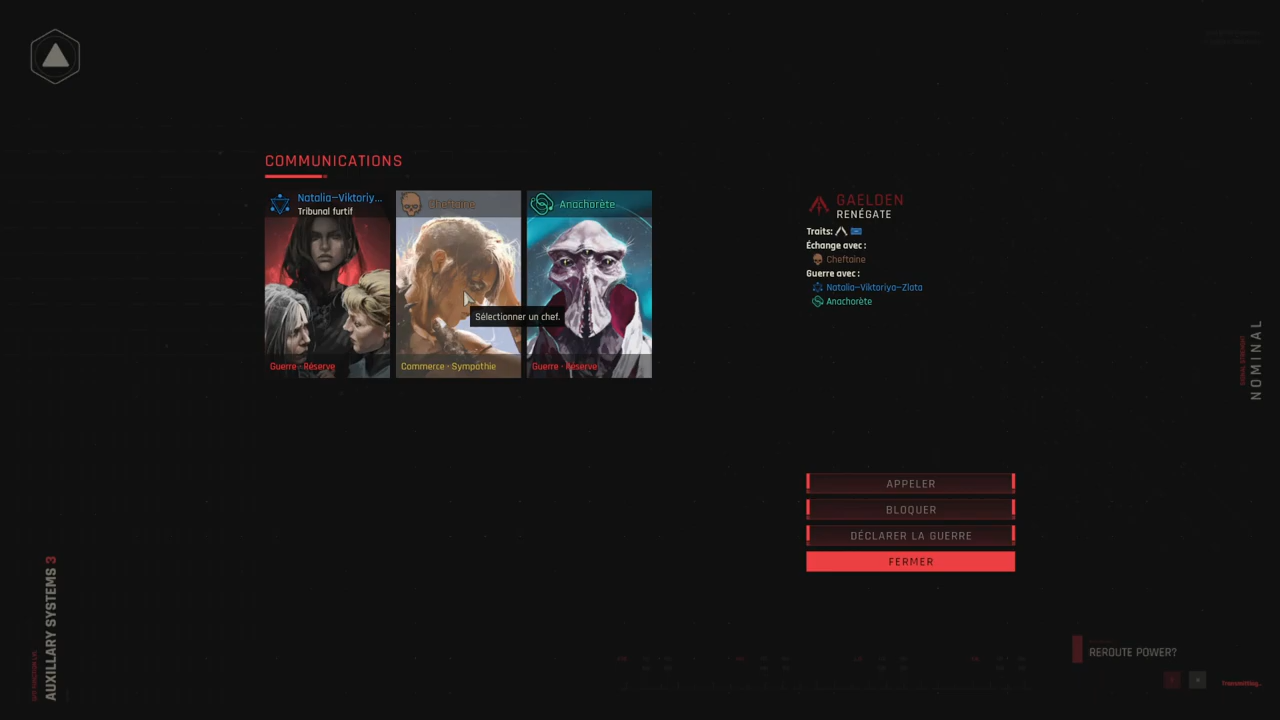 COMMUNICATIONS
Natalia-Viktoriy...
Tribunal furtif
Guerre - Réserve
Cheftaine
Commerce - Sympathie
Anachorète
Guerre - Réserve
Sélectionner un chef.
GAELDEN
RENÉGATE
Traits:
Échange avec :
Cheftaine
Guerre avec :
Natalia-Viktoriya-Zlata
Anachorète
APPELER
BLOQUER
DÉCLARER LA GUERRE
FERMER
NOMINAL
AUXILLARY SYSTEMS 3
REROUTE POWER?
Transmitting...